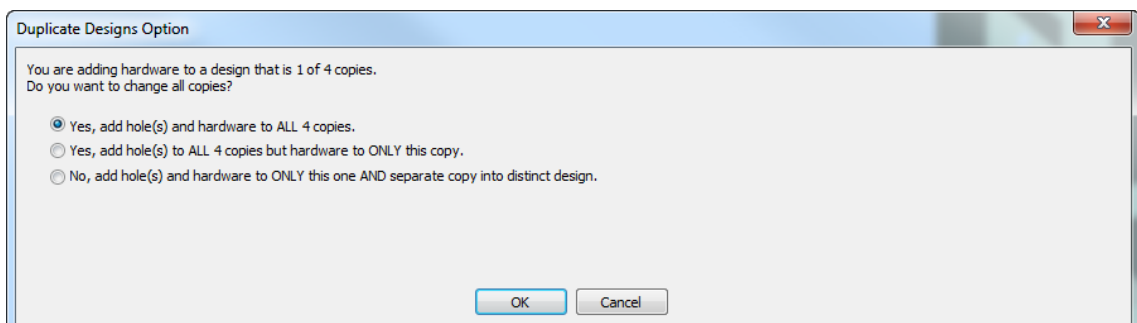 Duplicate Designs Option
You are adding hardware to a design that is 1 of 4 copies.
Do you want to change all copies?
Yes, add hole(s) and hardware to ALL 4 copies.
Yes, add hole(s) to ALL 4 copies but hardware to ONLY this copy.
No, add hole(s) and hardware to ONLY this one AND separate copy into distinct design.
OK Cancel